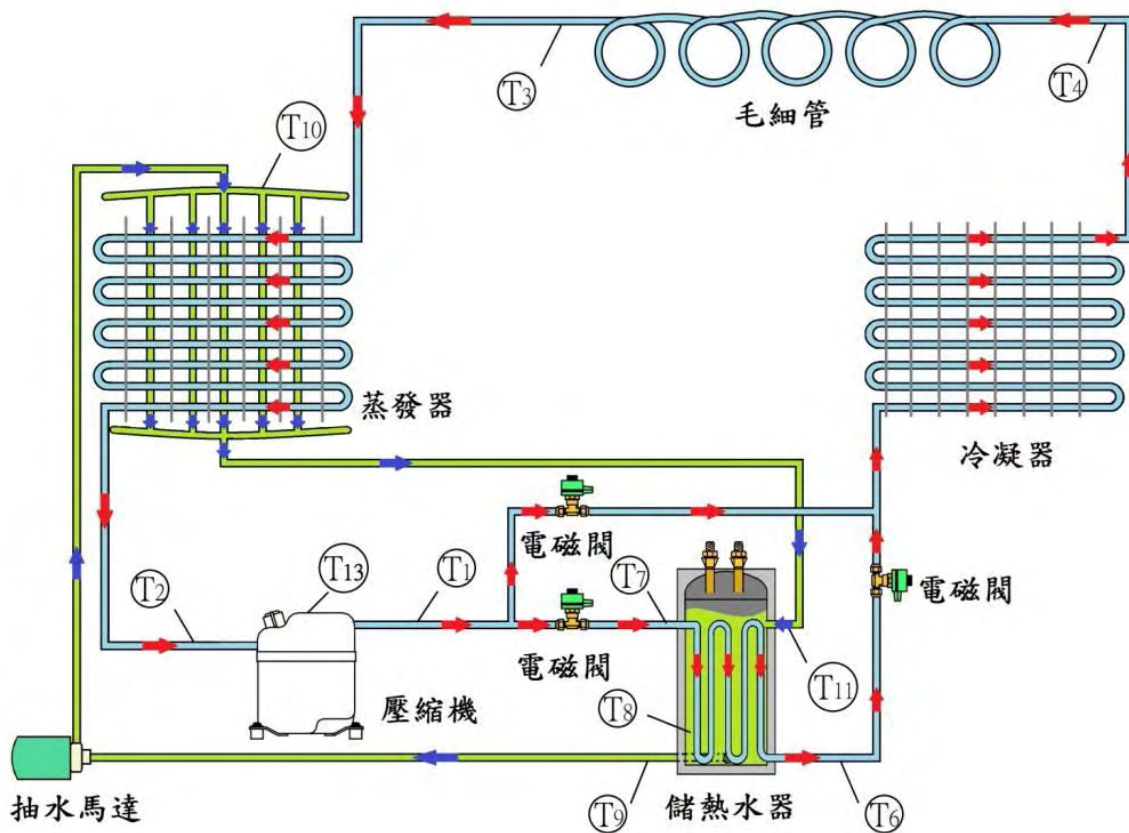 T3
T4
毛細管
T10
蒸發器
冷凝器
電磁閥
T2
T13
T1
T7
電磁閥
電磁閥
T11
壓縮機
T8
抽水馬達
T9
儲熱水器
T6